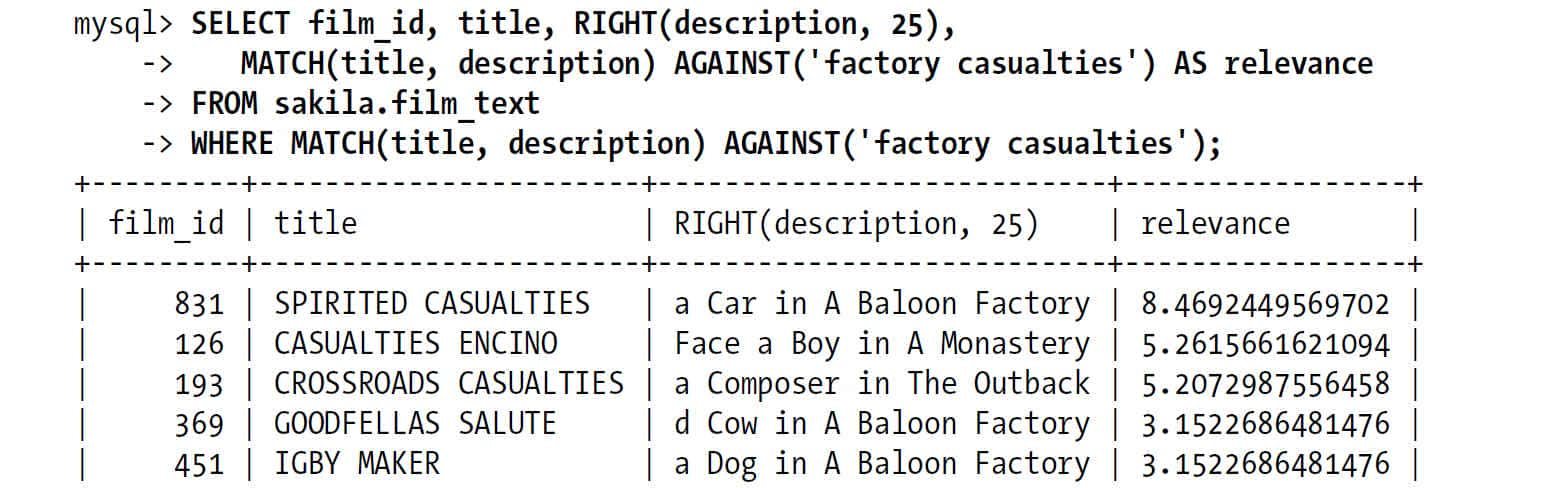 mysql> SELECT film_id, title, RIGHT(description, 25),
    ->    MATCH(title, description) AGAINST('factory casualties') AS relevance
    -> FROM sakila.film_text
    -> WHERE MATCH(title, description) AGAINST('factory casualties');
+---------+-----------------------+---------------------------+-----------------+
| film_id | title                 | RIGHT(description, 25)    | relevance       |
+---------+-----------------------+---------------------------+-----------------+
|     831 | SPIRITED CASUALTIES   | a Car in A Baloon Factory | 8.4692449569702 |
|     126 | CASUALTIES ENCINO     | Face a Boy in A Monastery | 5.2615661621094 |
|     193 | CROSSROADS CASUALTIES | a Composer in The Outback | 5.2072987556458 |
|     369 | GOODFELLAS SALUTE     | d Cow in A Baloon Factory | 3.1522686481476 |
|     451 | IGBY MAKER            | a Dog in A Baloon Factory | 3.1522686481476 |